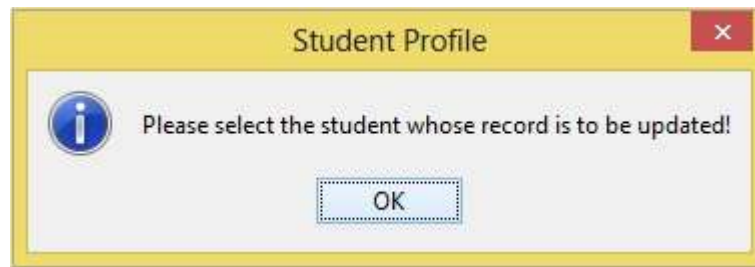 Student Profile
Please select the student whose record is to be updated!
OK